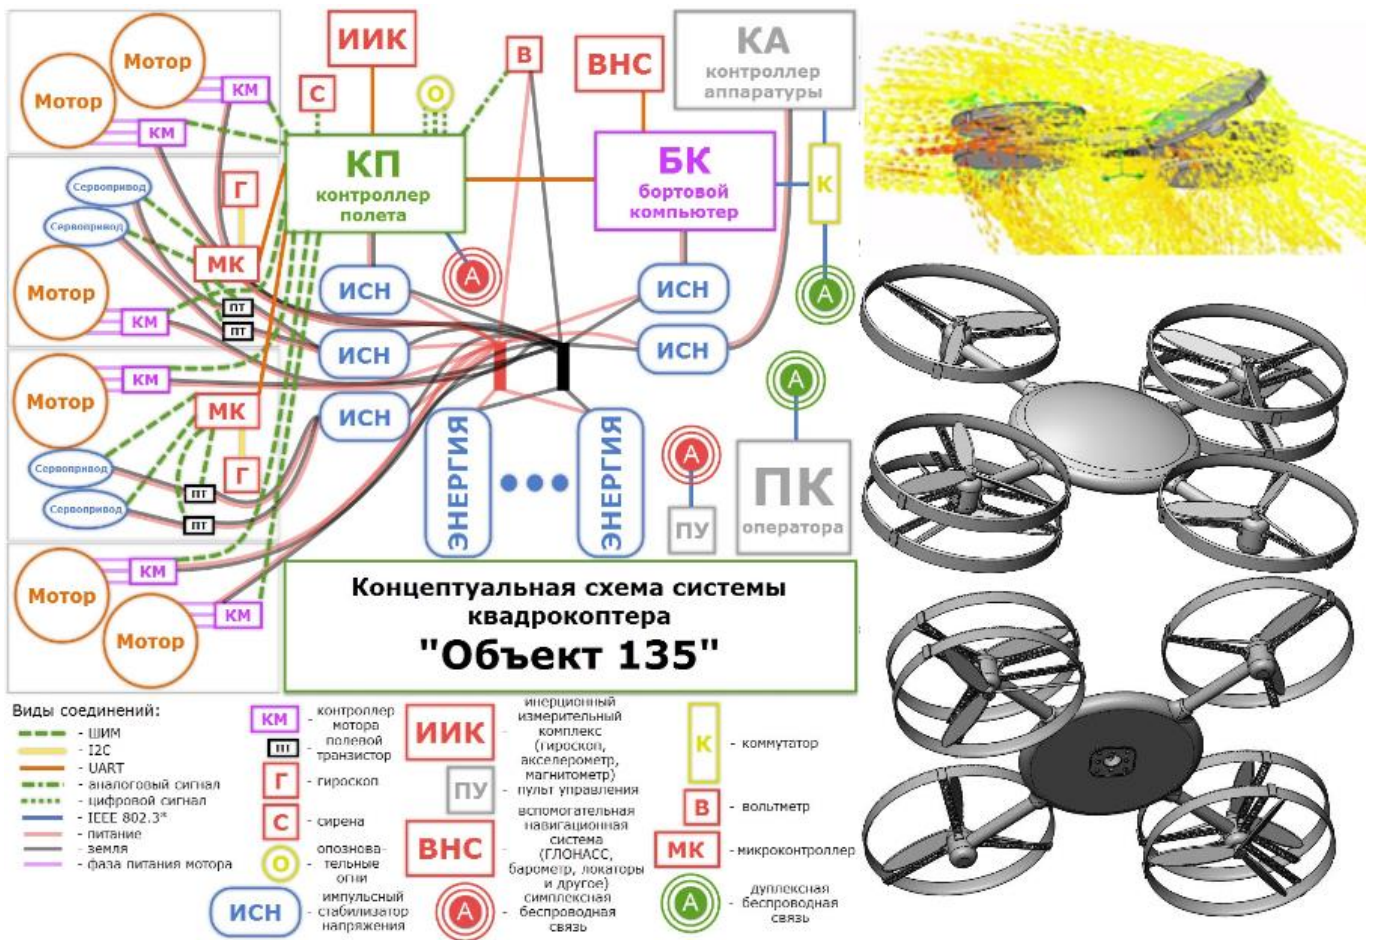 Мотор
Мотор
КМ
КМ
ИИК
С
О
В
ВНС
КА
контроллер
аппаратуры
КП
контроллер
полета
БК
бортовой
компьютер
К
Сервопривод
Сервопривод
Г
МК
Мотор
КМ
ПТ
ПТ
А
ИСН
ИСН
А
ИСН
ИСН
Мотор
КМ
МК
ИСН
А
Сервопривод
Сервопривод
Г
ПТ
ПТ
ЭНЕРГИЯ
ЭНЕРГИЯ
А
ПУ
ПК
оператора
Мотор
КМ
Мотор
КМ
Концептуальная схема системы
квадрокоптера
"Объект 135"
Виды соединений:
- ШИМ
- I2C
- UART
- аналоговый сигнал
- цифровой сигнал
- IEEE 802.3*
- питание
- земля
- фаза питания мотора
КМ
- контроллер
мотора
ПТ
полевой
- транзистор
Г
- гироскоп
С
- сирена
О
опознова-
- тельные
огни
ИСН
импульсный
- стабилизатор
напряжения
ИИК
инерционный
измерительный
комплекс
- (гироскоп,
акселерометр,
магнитометр)
ПУ
- пульт управления
ВНС
вспомогательная
навигационная
система
- (ГЛОНАСС,
барометр, локаторы
и другое)
А
симплексная
- беспроводная
связь
К
- коммутатор
В
- вольтметр
МК
- микроконтроллер
А
дуплексная
- беспроводная
связь